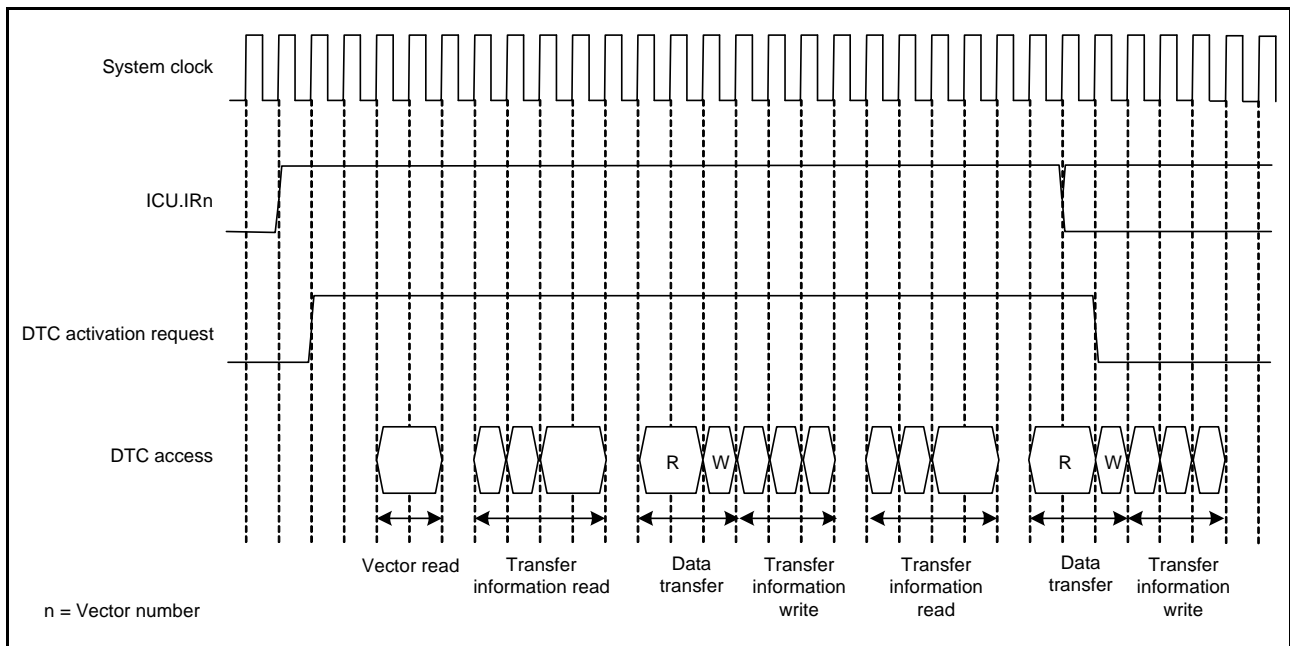 System clock
ICU.IRn
DTC activation request
DTC access
R
W
R
W
Vector read
Transfer
information read
Data
transfer
Transfer
information
write
Transfer
information
read
Data
transfer
Transfer
information
write
n = Vector number